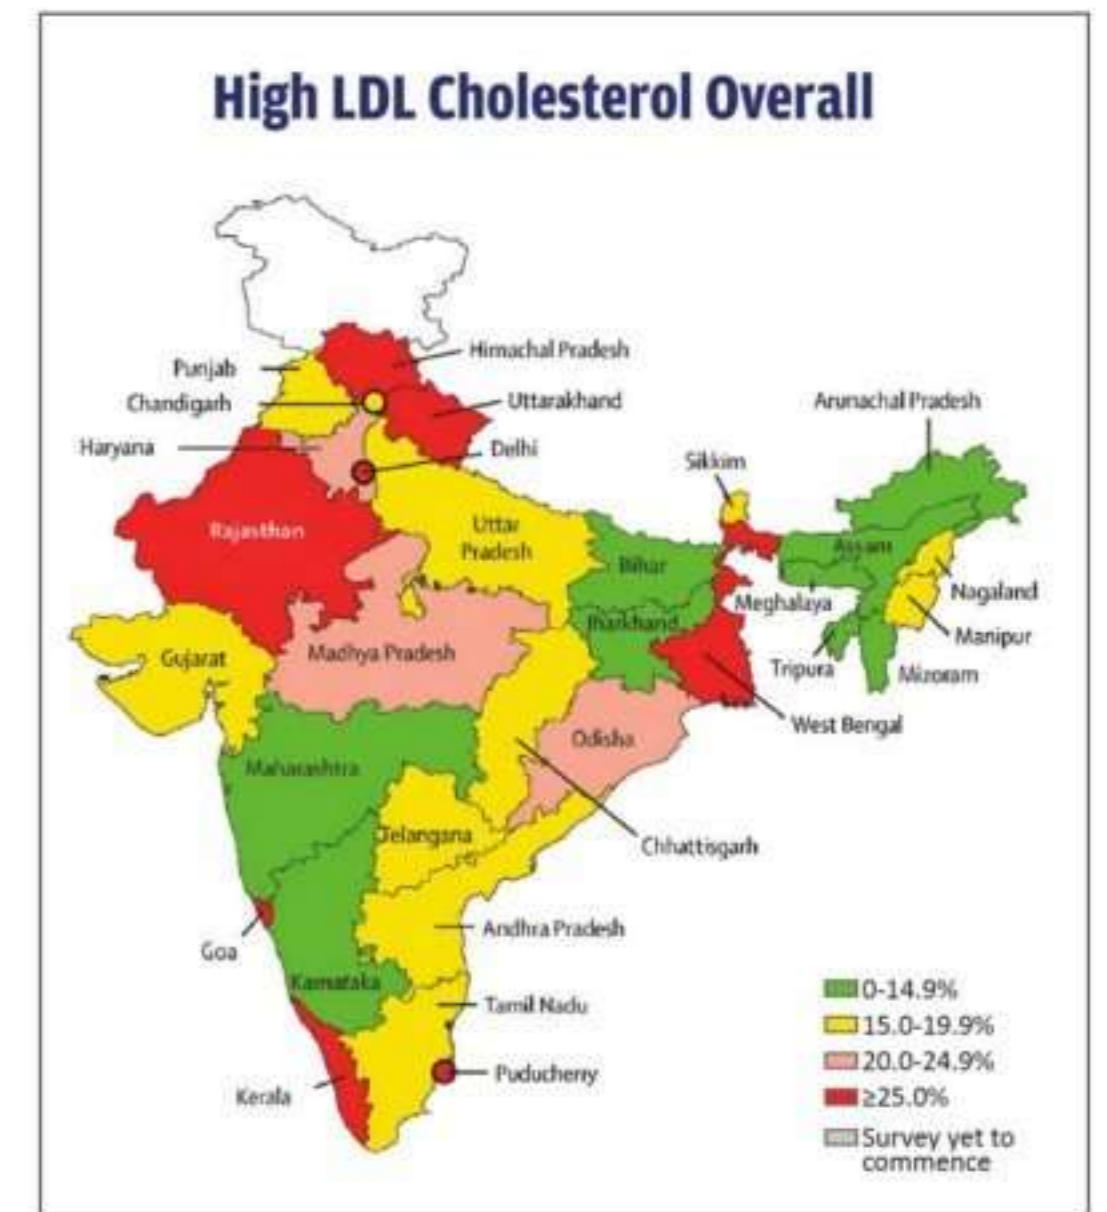 High LDL Cholesterol Overall
Himachal Pradesh
Punjab
Chandigarh
Uttarakhand
Arunachal Pradesh
Haryana
Delhi
Sikkim
Rajasthan
Uttar
Pradesh
Bihar
Assam
Nagaland
Meghalaya
Jharkhand
Manipur
Gujarat
Madhya Pradesh
Tripura
Mizoram
West Bengal
Odisha
Maharashtra
Telangana
Chhattisgarh
Goa
Andhra Pradesh
Karnataka
Tamil Nadu
Puducherry
Kerala
0-14.9%
15.0-19.9%
20.0-24.9%
≥25.0%
Survey yet to
commence